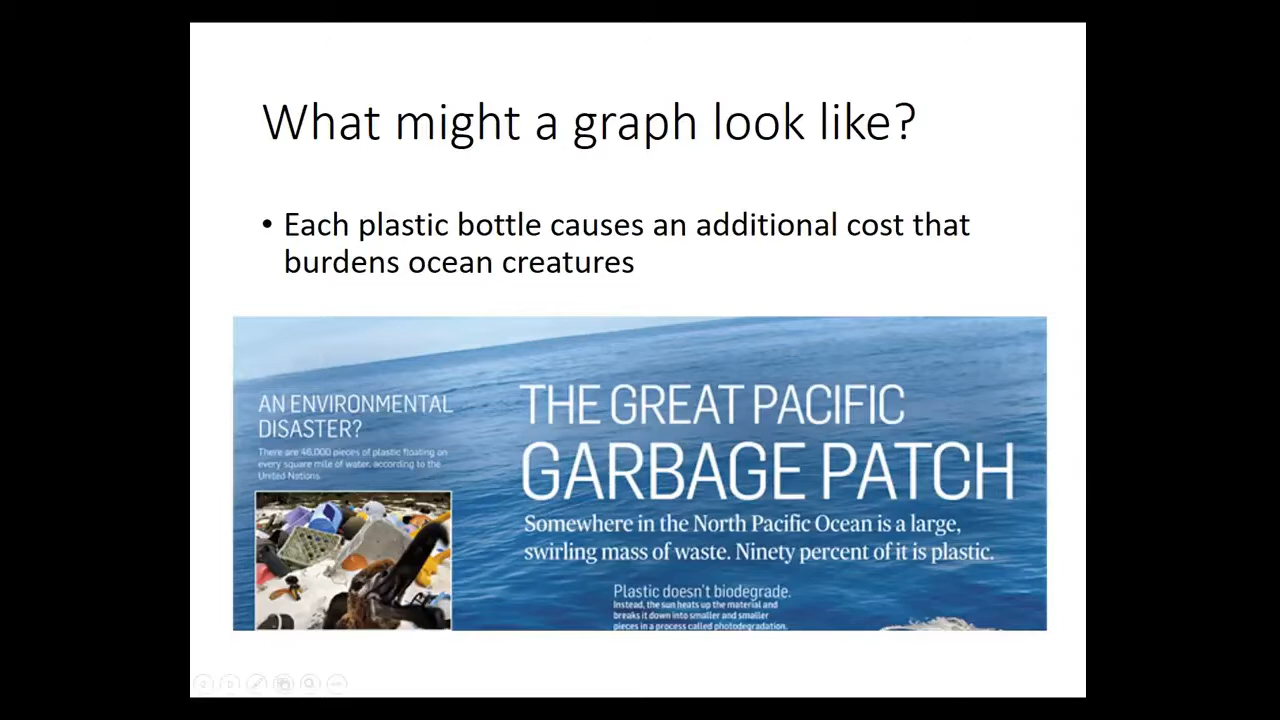 What might a graph look like?
• Each plastic bottle causes an additional cost that
burdens ocean creatures
AN ENVIRONMENTAL
DISASTER?
There are 46,000 pieces of plastic floating on
every square mile of water, according to the
United Nations.
THE GREAT PACIFIC
GARBAGE PATCH
Somewhere in the North Pacific Ocean is a large,
swirling mass of waste. Ninety percent of it is plastic.
Plastic doesn't biodegrade.
Instead, the sun heats up the material and
breaks it down into smaller and smaller
pieces in a process called photodegradation.